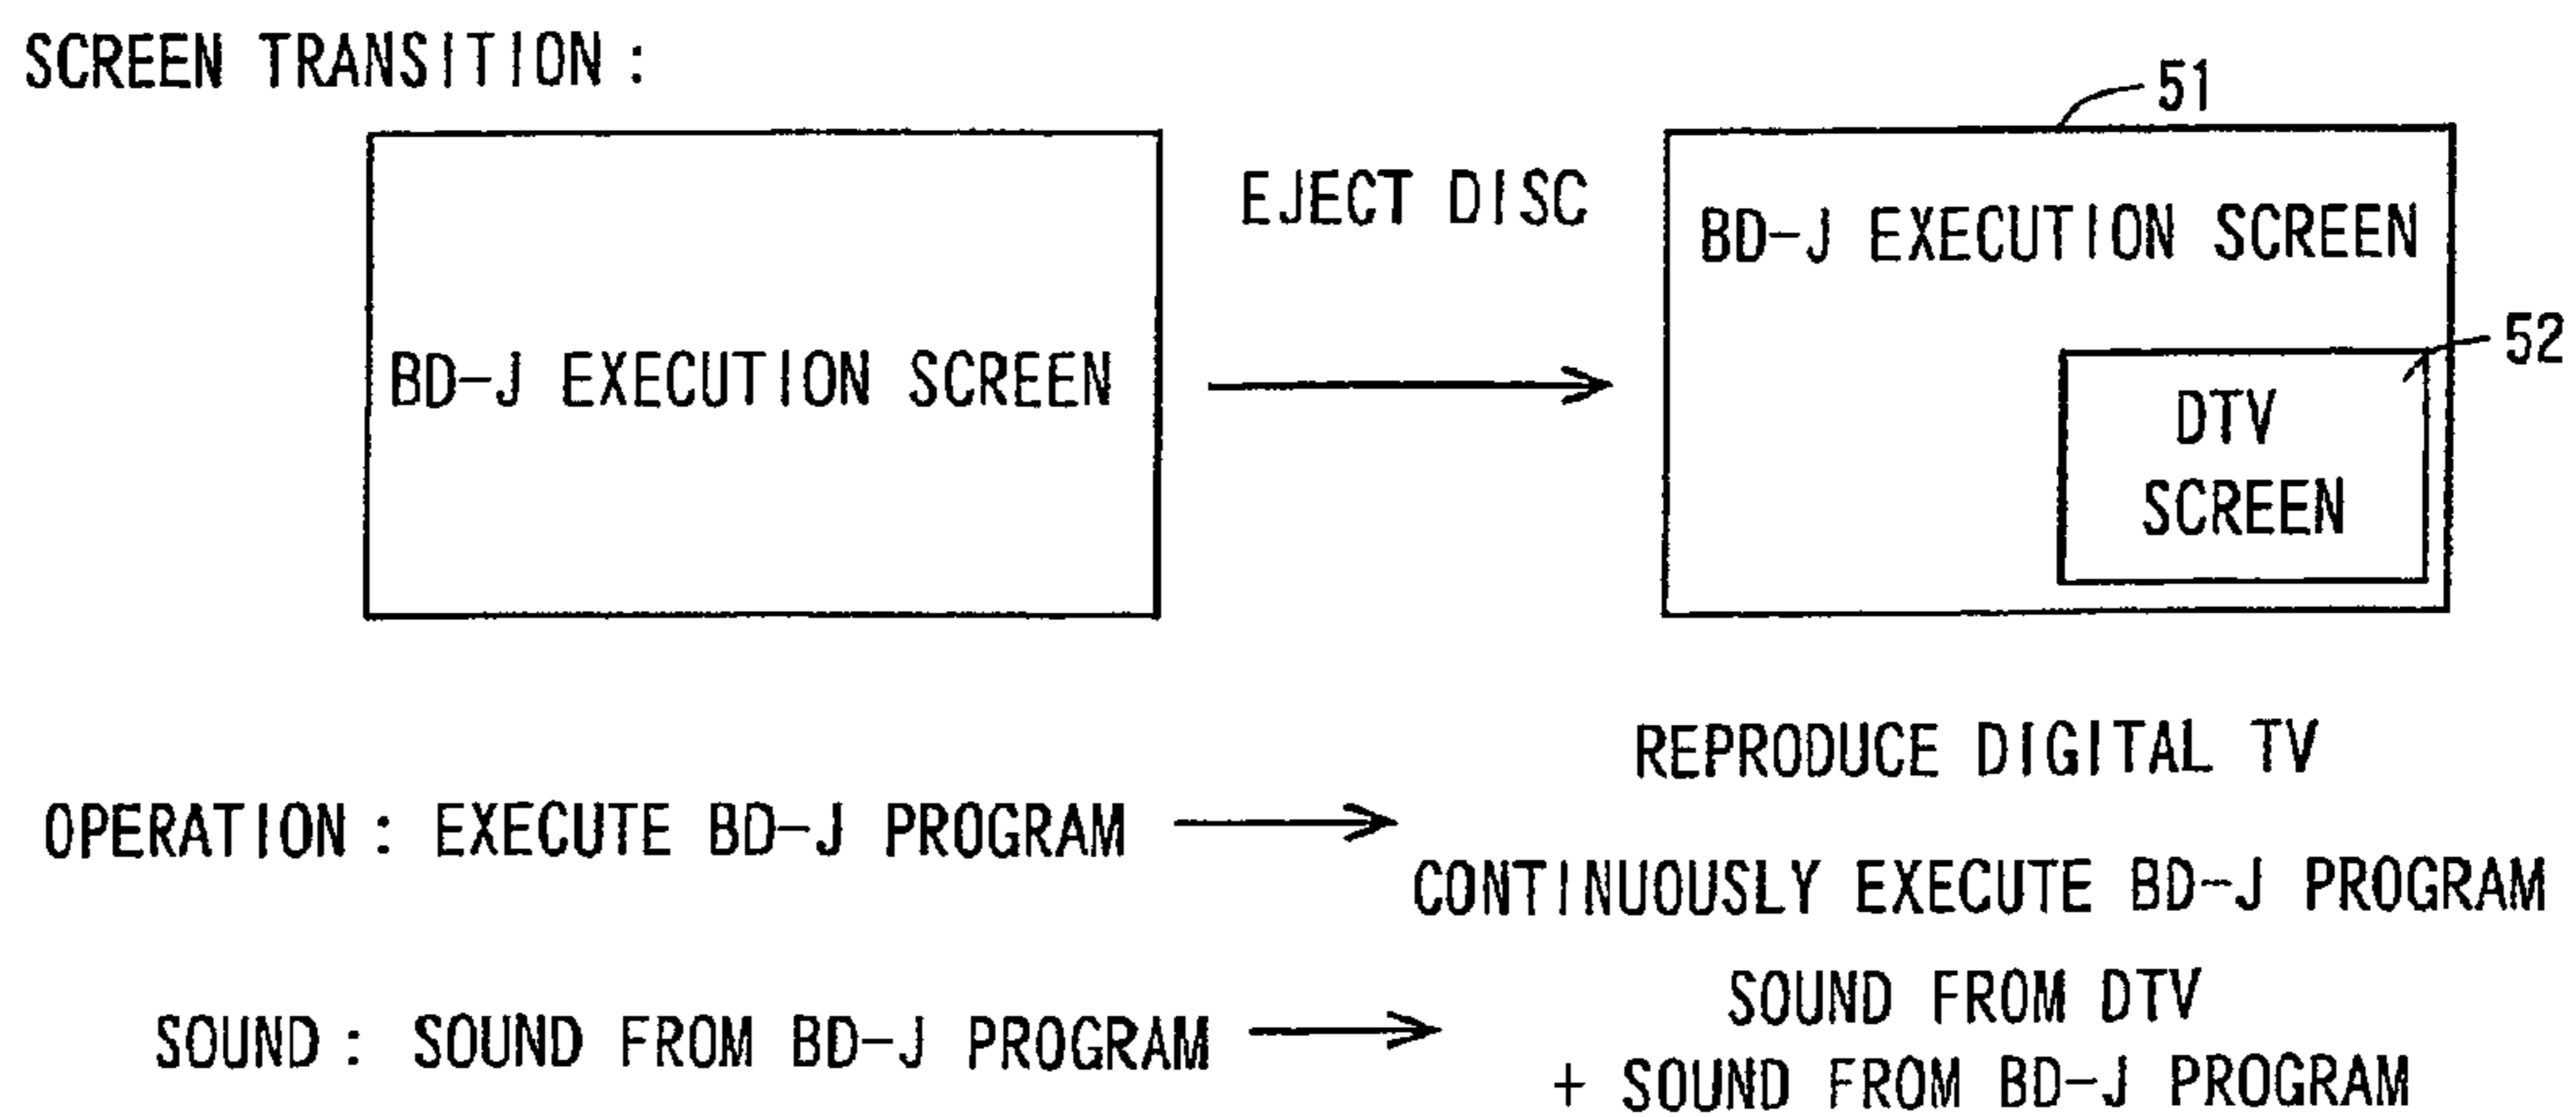 SCREEN TRANSITION :
51
EJECT DISC
BD-J EXECUTION SCREEN
BD-J EXECUTION SCREEN
52
DTV
SCREEN
REPRODUCE DIGITAL TV
OPERATION : EXECUTE BD-J PROGRAM
CONTINUOUSLY EXECUTE BD-J PROGRAM
SOUND FROM DTV
SOUND : SOUND FROM BD-J PROGRAM
+ SOUND FROM BD-J PROGRAM